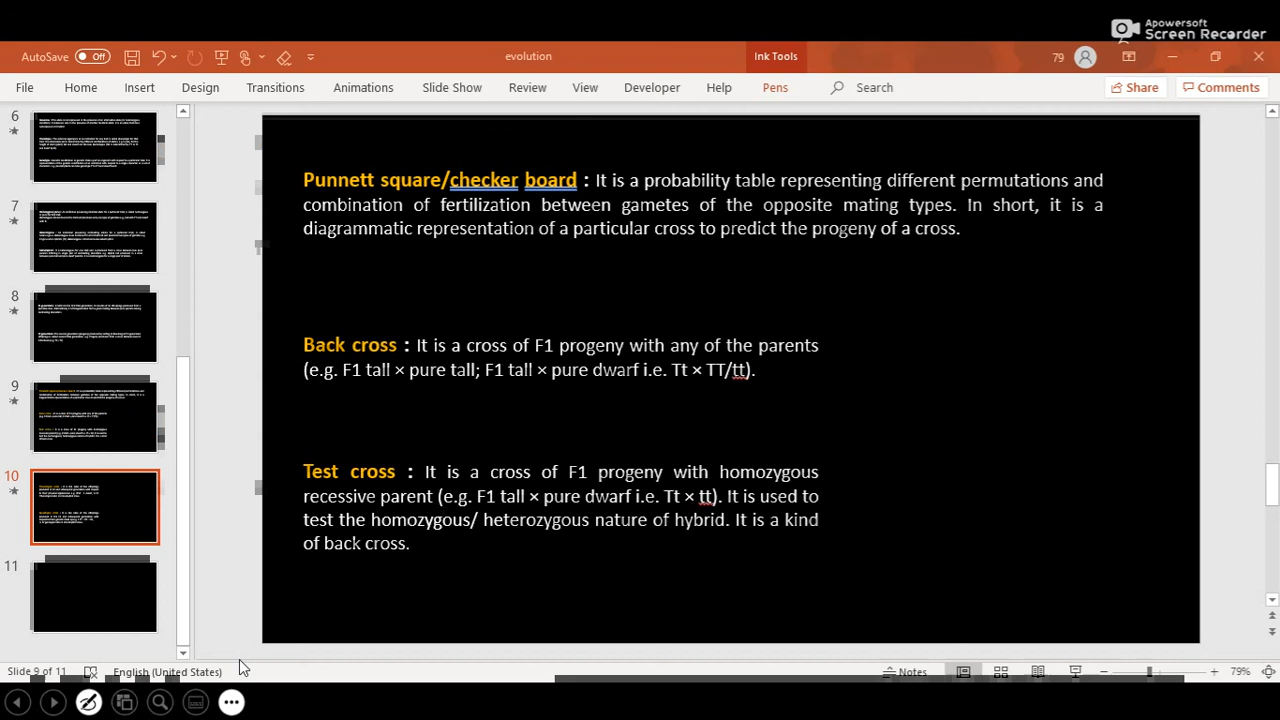 Apowersoft
Screen Recorder
AutoSave Off evolution Ink Tools 79
File Home Insert Design Transitions Animations Slide Show Review View Developer Help Pens Search Share Comments
6
7
8
9
10
11
Punnett square/checker board : It is a probability table representing different permutations and
combination of fertilization between gametes of the opposite mating types. In short, it is a
diagrammatic representation of a particular cross to predict the progeny of a cross.
Back cross : It is a cross of F1 progeny with any of the parents
(e.g. F1 tall × pure tall; F1 tall × pure dwarf i.e. Tt × TT/tt).
Test cross : It is a cross of F1 progeny with homozygous
recessive parent (e.g. F1 tall × pure dwarf i.e. Tt × tt). It is used to
test the homozygous/ heterozygous nature of hybrid. It is a kind
of back cross.
Slide 9 of 11 English (United States) Notes 79%